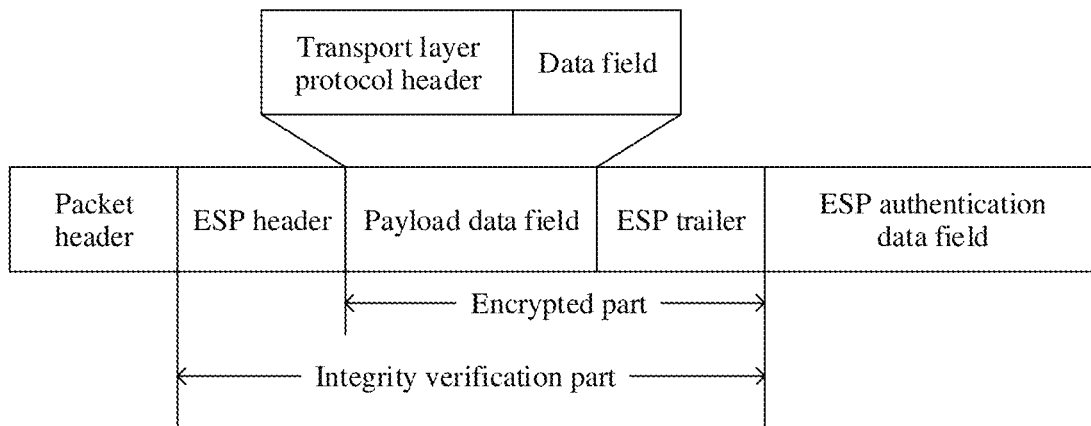 Transport layer
protocol header
Data field
Packet
header
ESP header
Payload data field
ESP trailer
ESP authentication
data field
Encrypted part
Integrity verification part